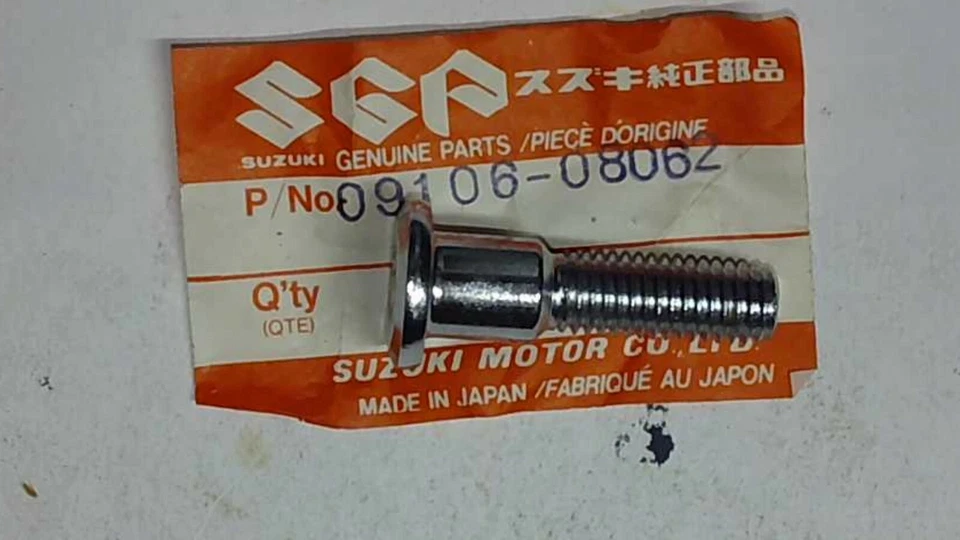 SGP スズキ純正部品
SUZUKI GENUINE PARTS /PIECÈ D'ORIGINE
P/No. 09106-08062
Q'ty
(QTE)
SUZUKI MOTOR CO., LTD.
MADE IN JAPAN /FABRIQUÉ AU JAPON